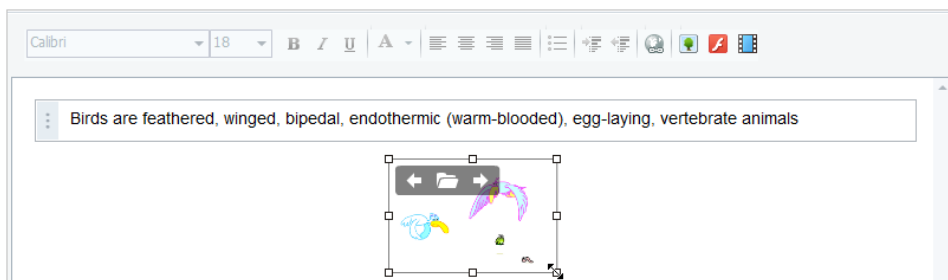 Calibri 18 B I U A
Birds are feathered, winged, bipedal, endothermic (warm-blooded), egg-laying, vertebrate animals